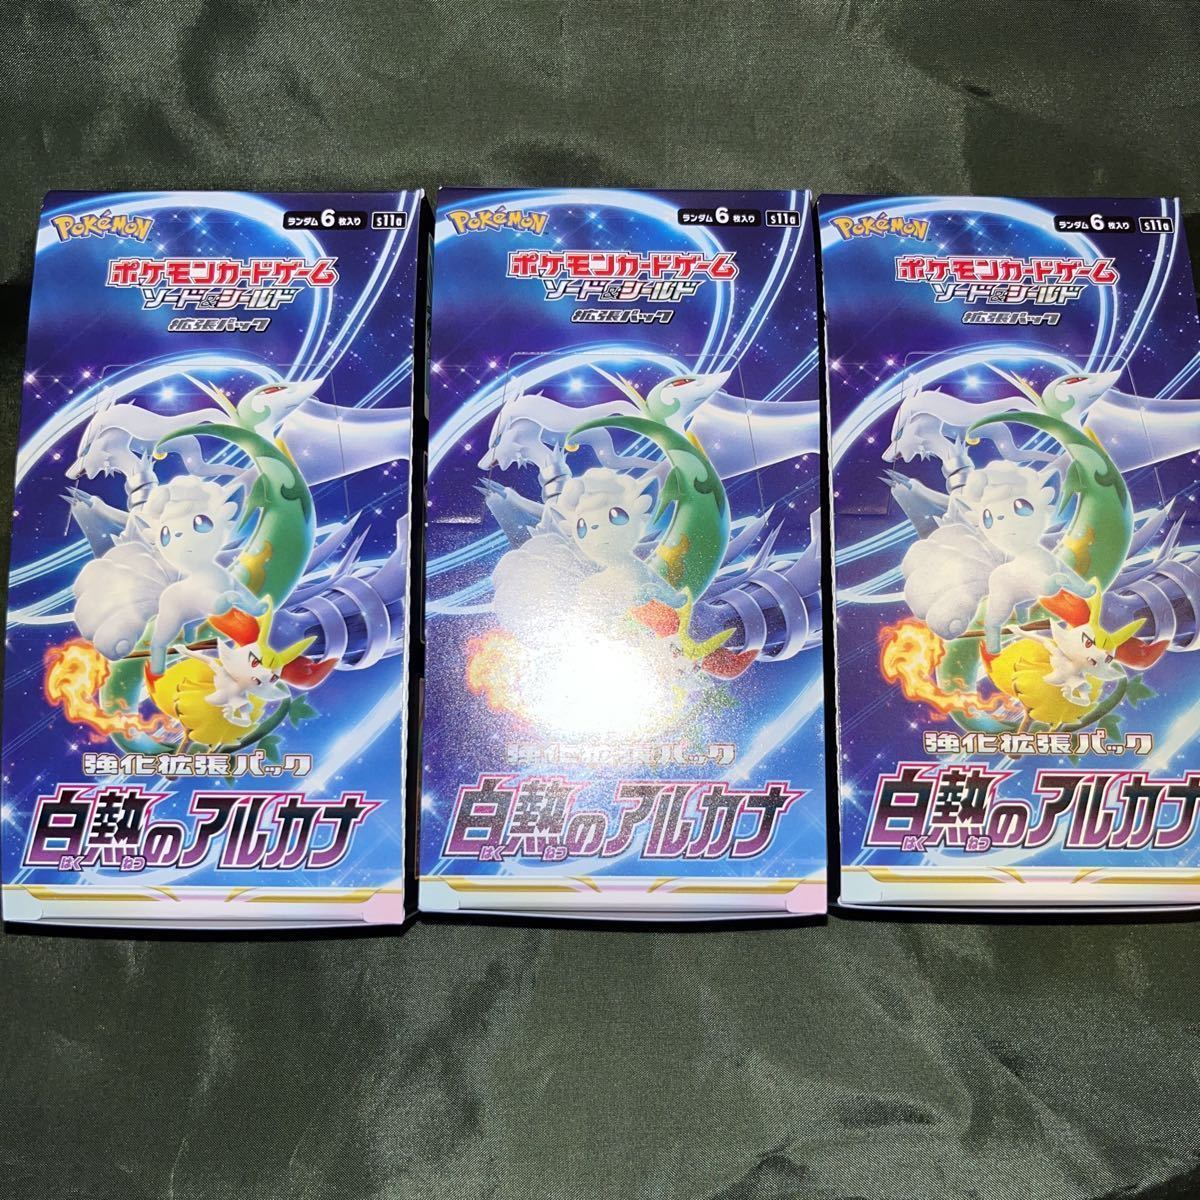 Pokémon
ランダム6枚入り s11a
ポケモンカードゲーム
ソード&シールド
拡張パック
強化拡張パック
白熱のアルカナ
はく ねつ
Pokémon
ランダム6枚入り s11a
ポケモンカードゲーム
ソード&シールド
拡張パック
強化拡張パック
白熱のアルカナ
はく ねつ
Pokémon
ランダム6枚入り s11a
ポケモンカードゲーム
ソード&シールド
拡張パック
強化拡張パック
白熱のアルカナ
はく ねつ